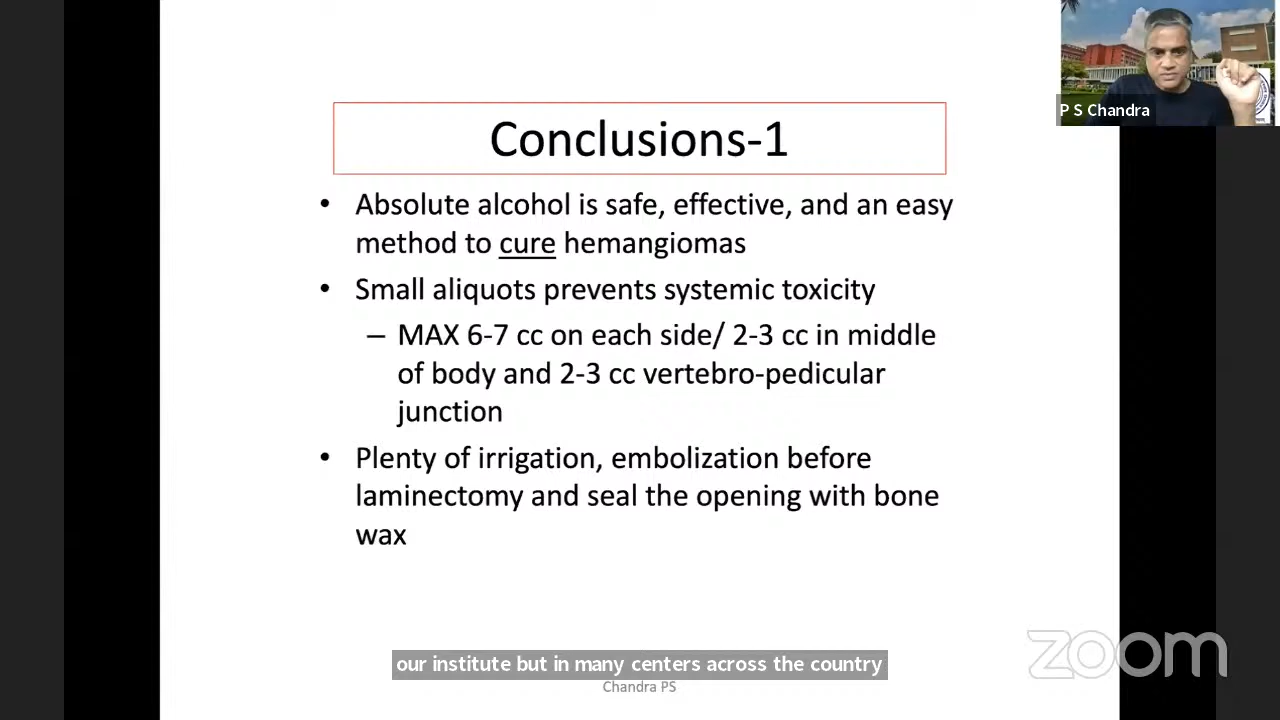 P S Chandra
Conclusions-1
• Absolute alcohol is safe, effective, and an easy
method to cure hemangiomas
• Small aliquots prevents systemic toxicity
– MAX 6-7 cc on each side/ 2-3 cc in middle
of body and 2-3 cc vertebro-pedicular
junction
• Plenty of irrigation, embolization before
laminectomy and seal the opening with bone
wax
zoom
our institute but in many centers across the country
Chandra PS